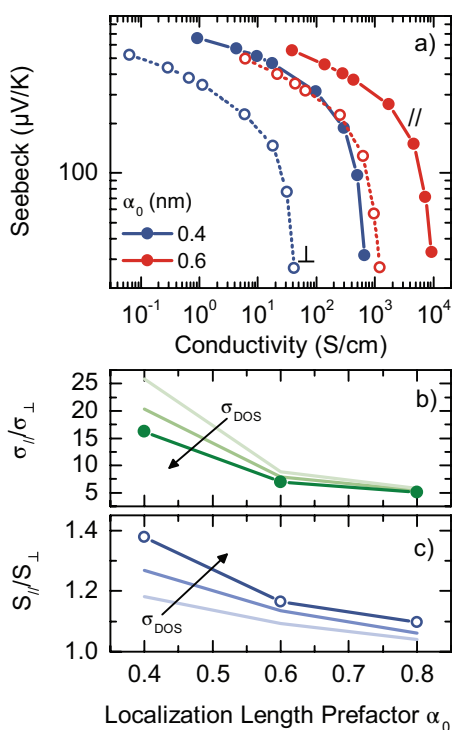 a)
Seebeck (µV/K)
100
//
α₀ (nm)
0.4
0.6
⊥
10⁻¹ 10⁰ 10¹ 10² 10³ 10⁴
Conductivity (S/cm)
b)
σ///σ⊥
25
20
15
10
5
σDOS
c)
S///S⊥
1.4
1.2
1.0
σDOS
0.4 0.5 0.6 0.7 0.8
Localization Length Prefactor α₀